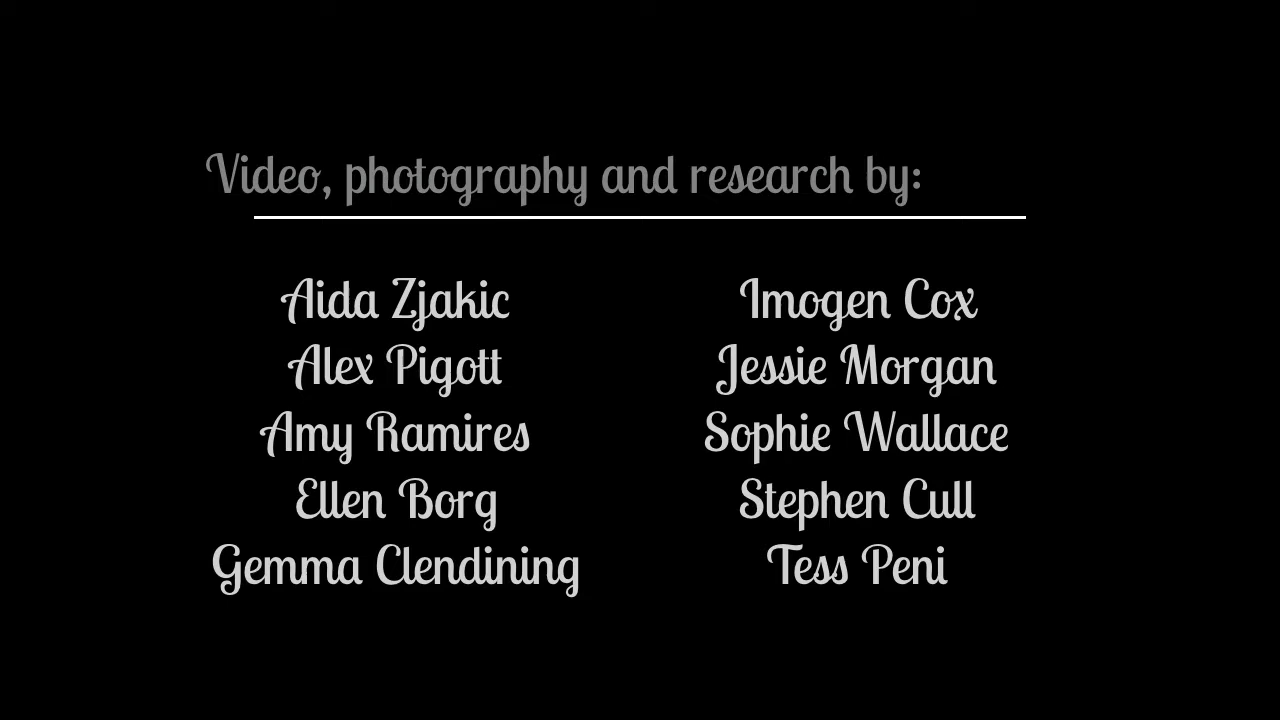 Video, photography and research by:
Aida Zjakic
Alex Pigott
Amy Ramires
Ellen Borg
Gemma Clendining
Imogen Cox
Jessie Morgan
Sophie Wallace
Stephen Cull
Tess Peni